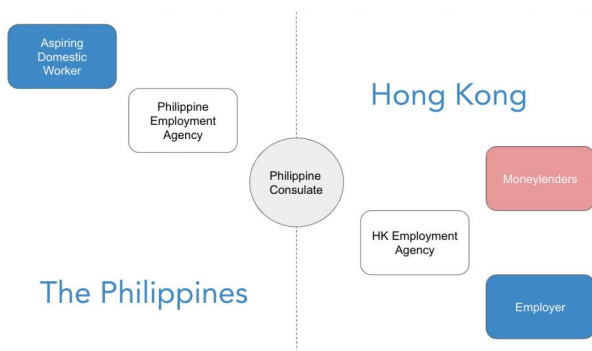 Aspiring
Domestic
Worker
Philippine
Employment
Agency
Hong Kong
Philippine
Consulate
Moneylenders
HK Employment
Agency
The Philippines
Employer